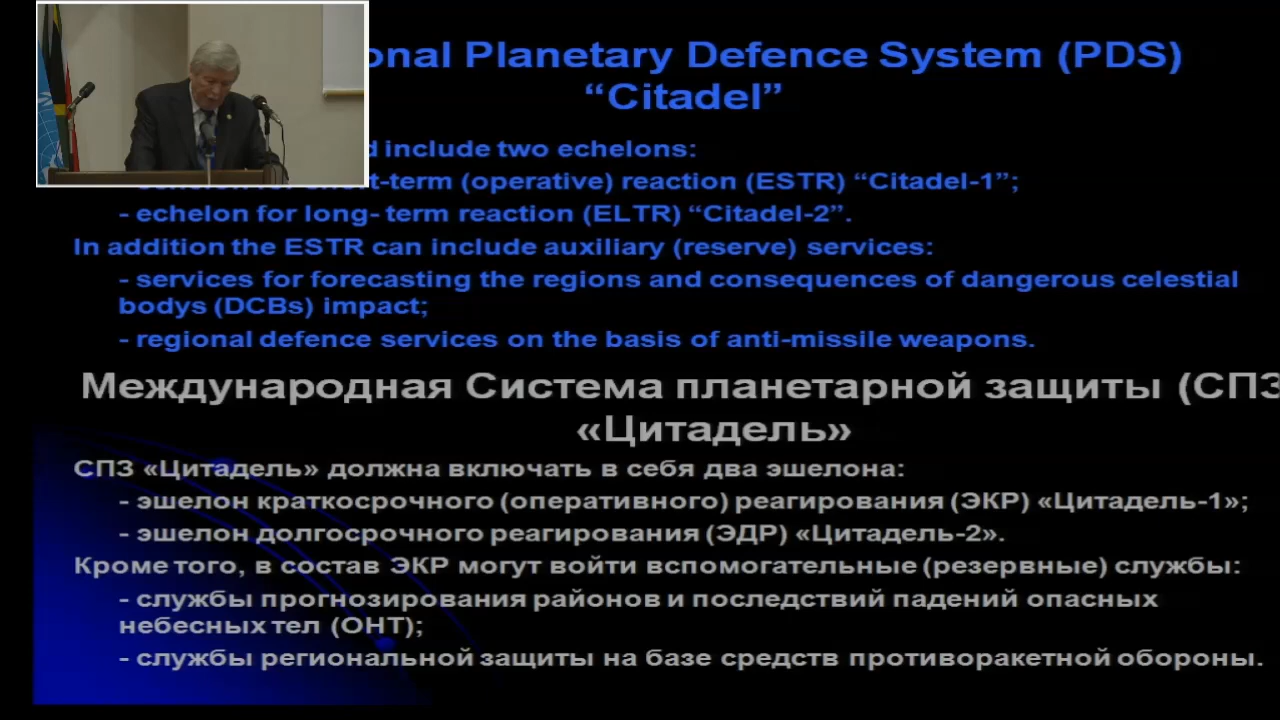 onal Planetary Defence System (PDS)
“Citadel”
include two echelons:
-term (operative) reaction (ESTR) “Citadel-1”;
- echelon for long- term reaction (ELTR) “Citadel-2”.
In addition the ESTR can include auxiliary (reserve) services:
- services for forecasting the regions and consequences of dangerous celestial
bodys (DCBs) impact;
- regional defence services on the basis of anti-missile weapons.
Международная Система планетарной защиты (СПЗ
«Цитадель»
СПЗ «Цитадель» должна включать в себя два эшелона:
- эшелон краткосрочного (оперативного) реагирования (ЭКР) «Цитадель-1»;
- эшелон долгосрочного реагирования (ЭДР) «Цитадель-2».
Кроме того, в состав ЭКР могут войти вспомогательные (резервные) службы:
- службы прогнозирования районов и последствий падений опасных
небесных тел (ОНТ);
- службы региональной защиты на базе средств противоракетной обороны.